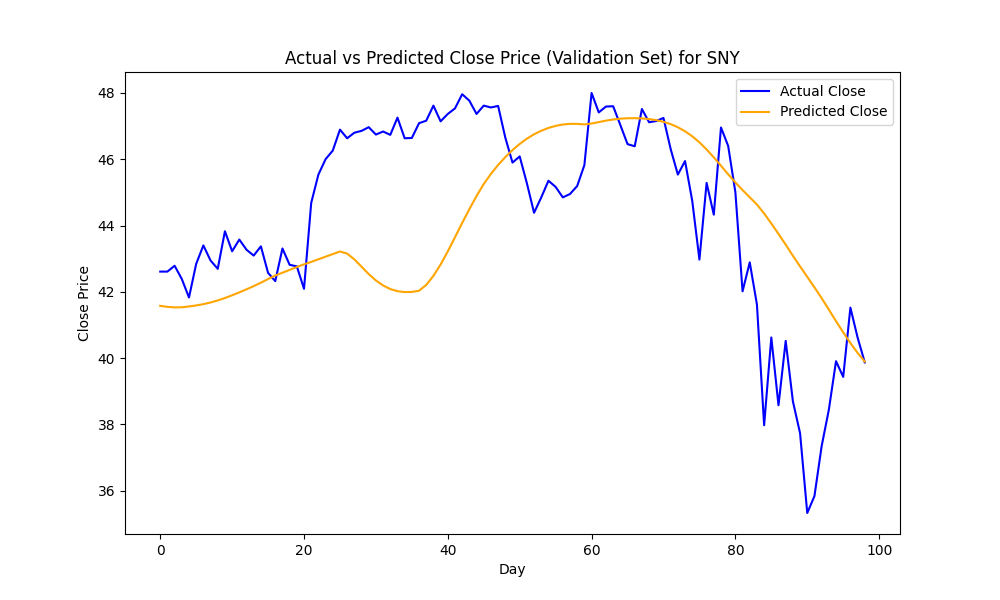 Actual vs Predicted Close Price (Validation Set) for SNY
Actual Close
Predicted Close
Close Price
48
46
44
42
40
38
36
0 20 40 60 80 100
Day